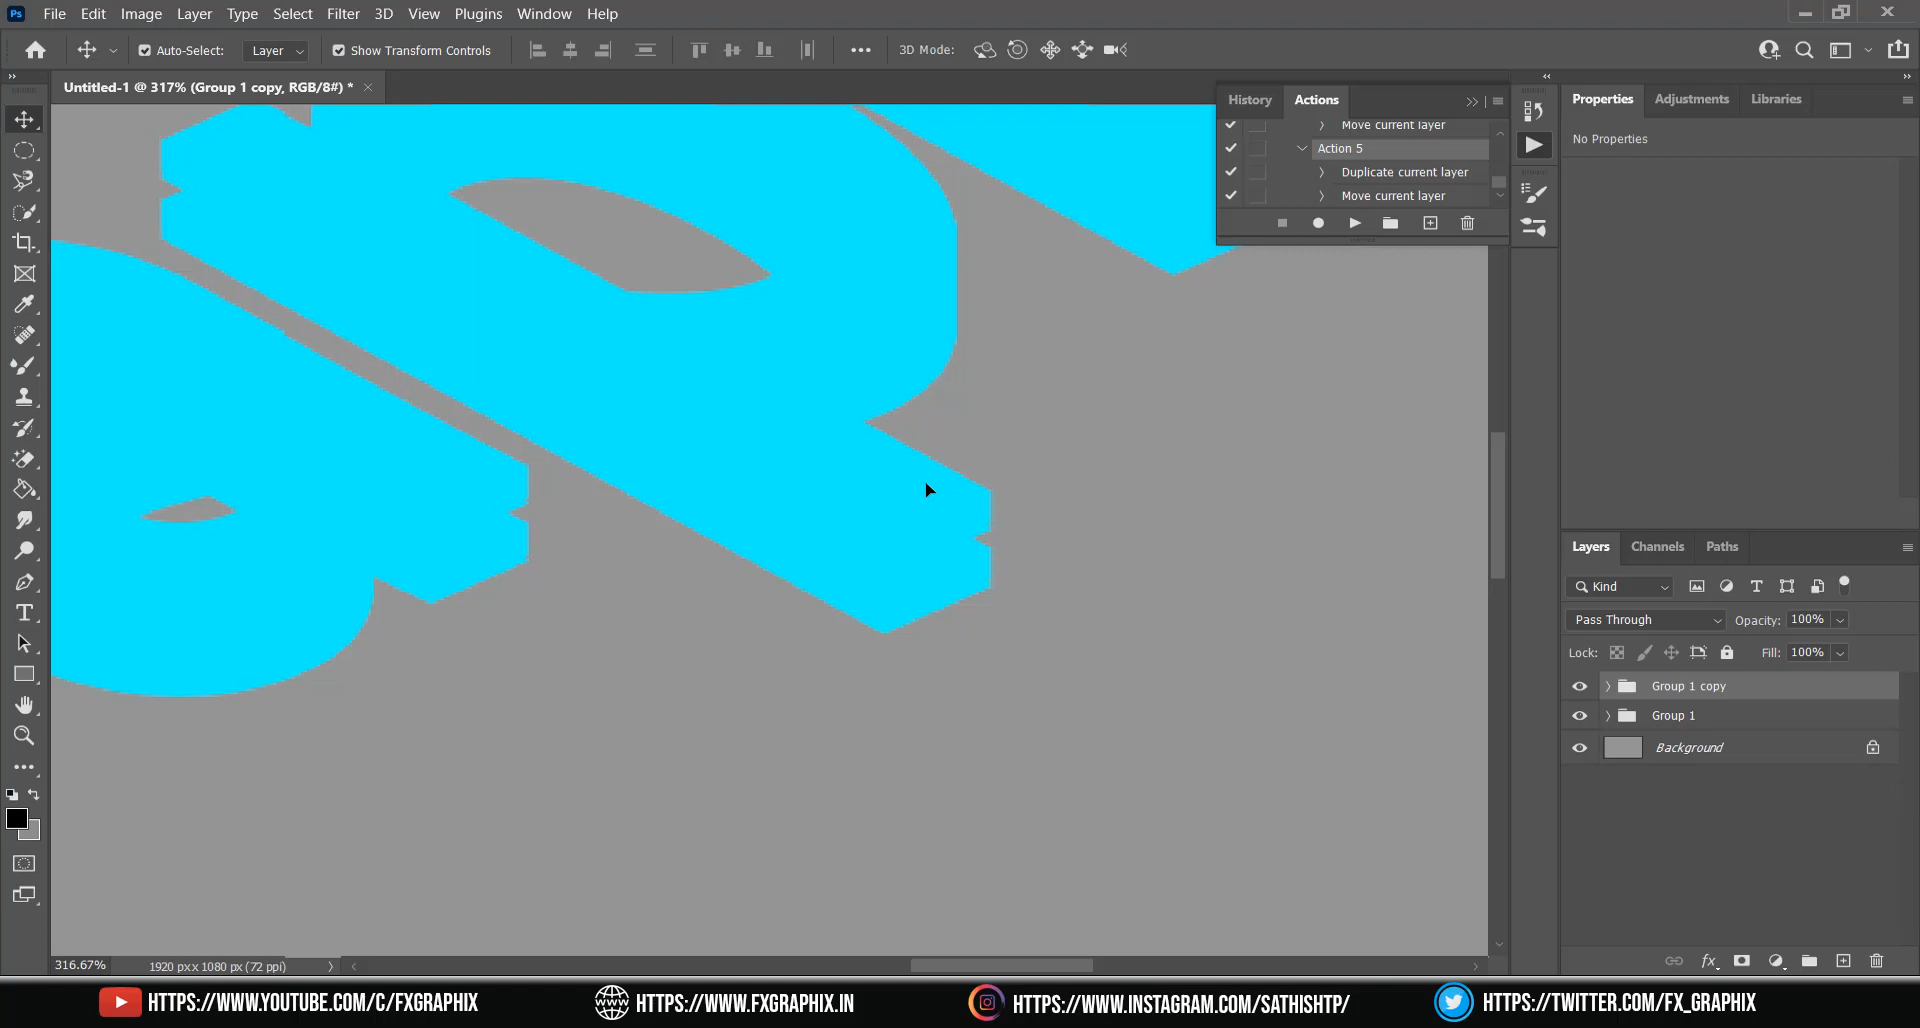 Ps File Edit Image Layer Type Select Filter 3D View Plugins Window Help
Auto-Select: Layer Show Transform Controls 3D Mode:
Untitled-1 @ 317% (Group 1 copy, RGB/8#) *
History Actions
Move current layer
Action 5
Duplicate current layer
Move current layer
Properties Adjustments Libraries
No Properties
Layers Channels Paths
Kind
Pass Through Opacity: 100%
Lock: Fill: 100%
Group 1 copy
Group 1
Background
fx
316.67% 1920 px x 1080 px (72 ppi)
HTTPS://WWW.YOUTUBE.COM/C/FXGRAPHIX HTTPS://WWW.FXGRAPHIX.IN HTTPS://WWW.INSTAGRAM.COM/SATHISHTP/ HTTPS://TWITTER.COM/FX_GRAPHIX